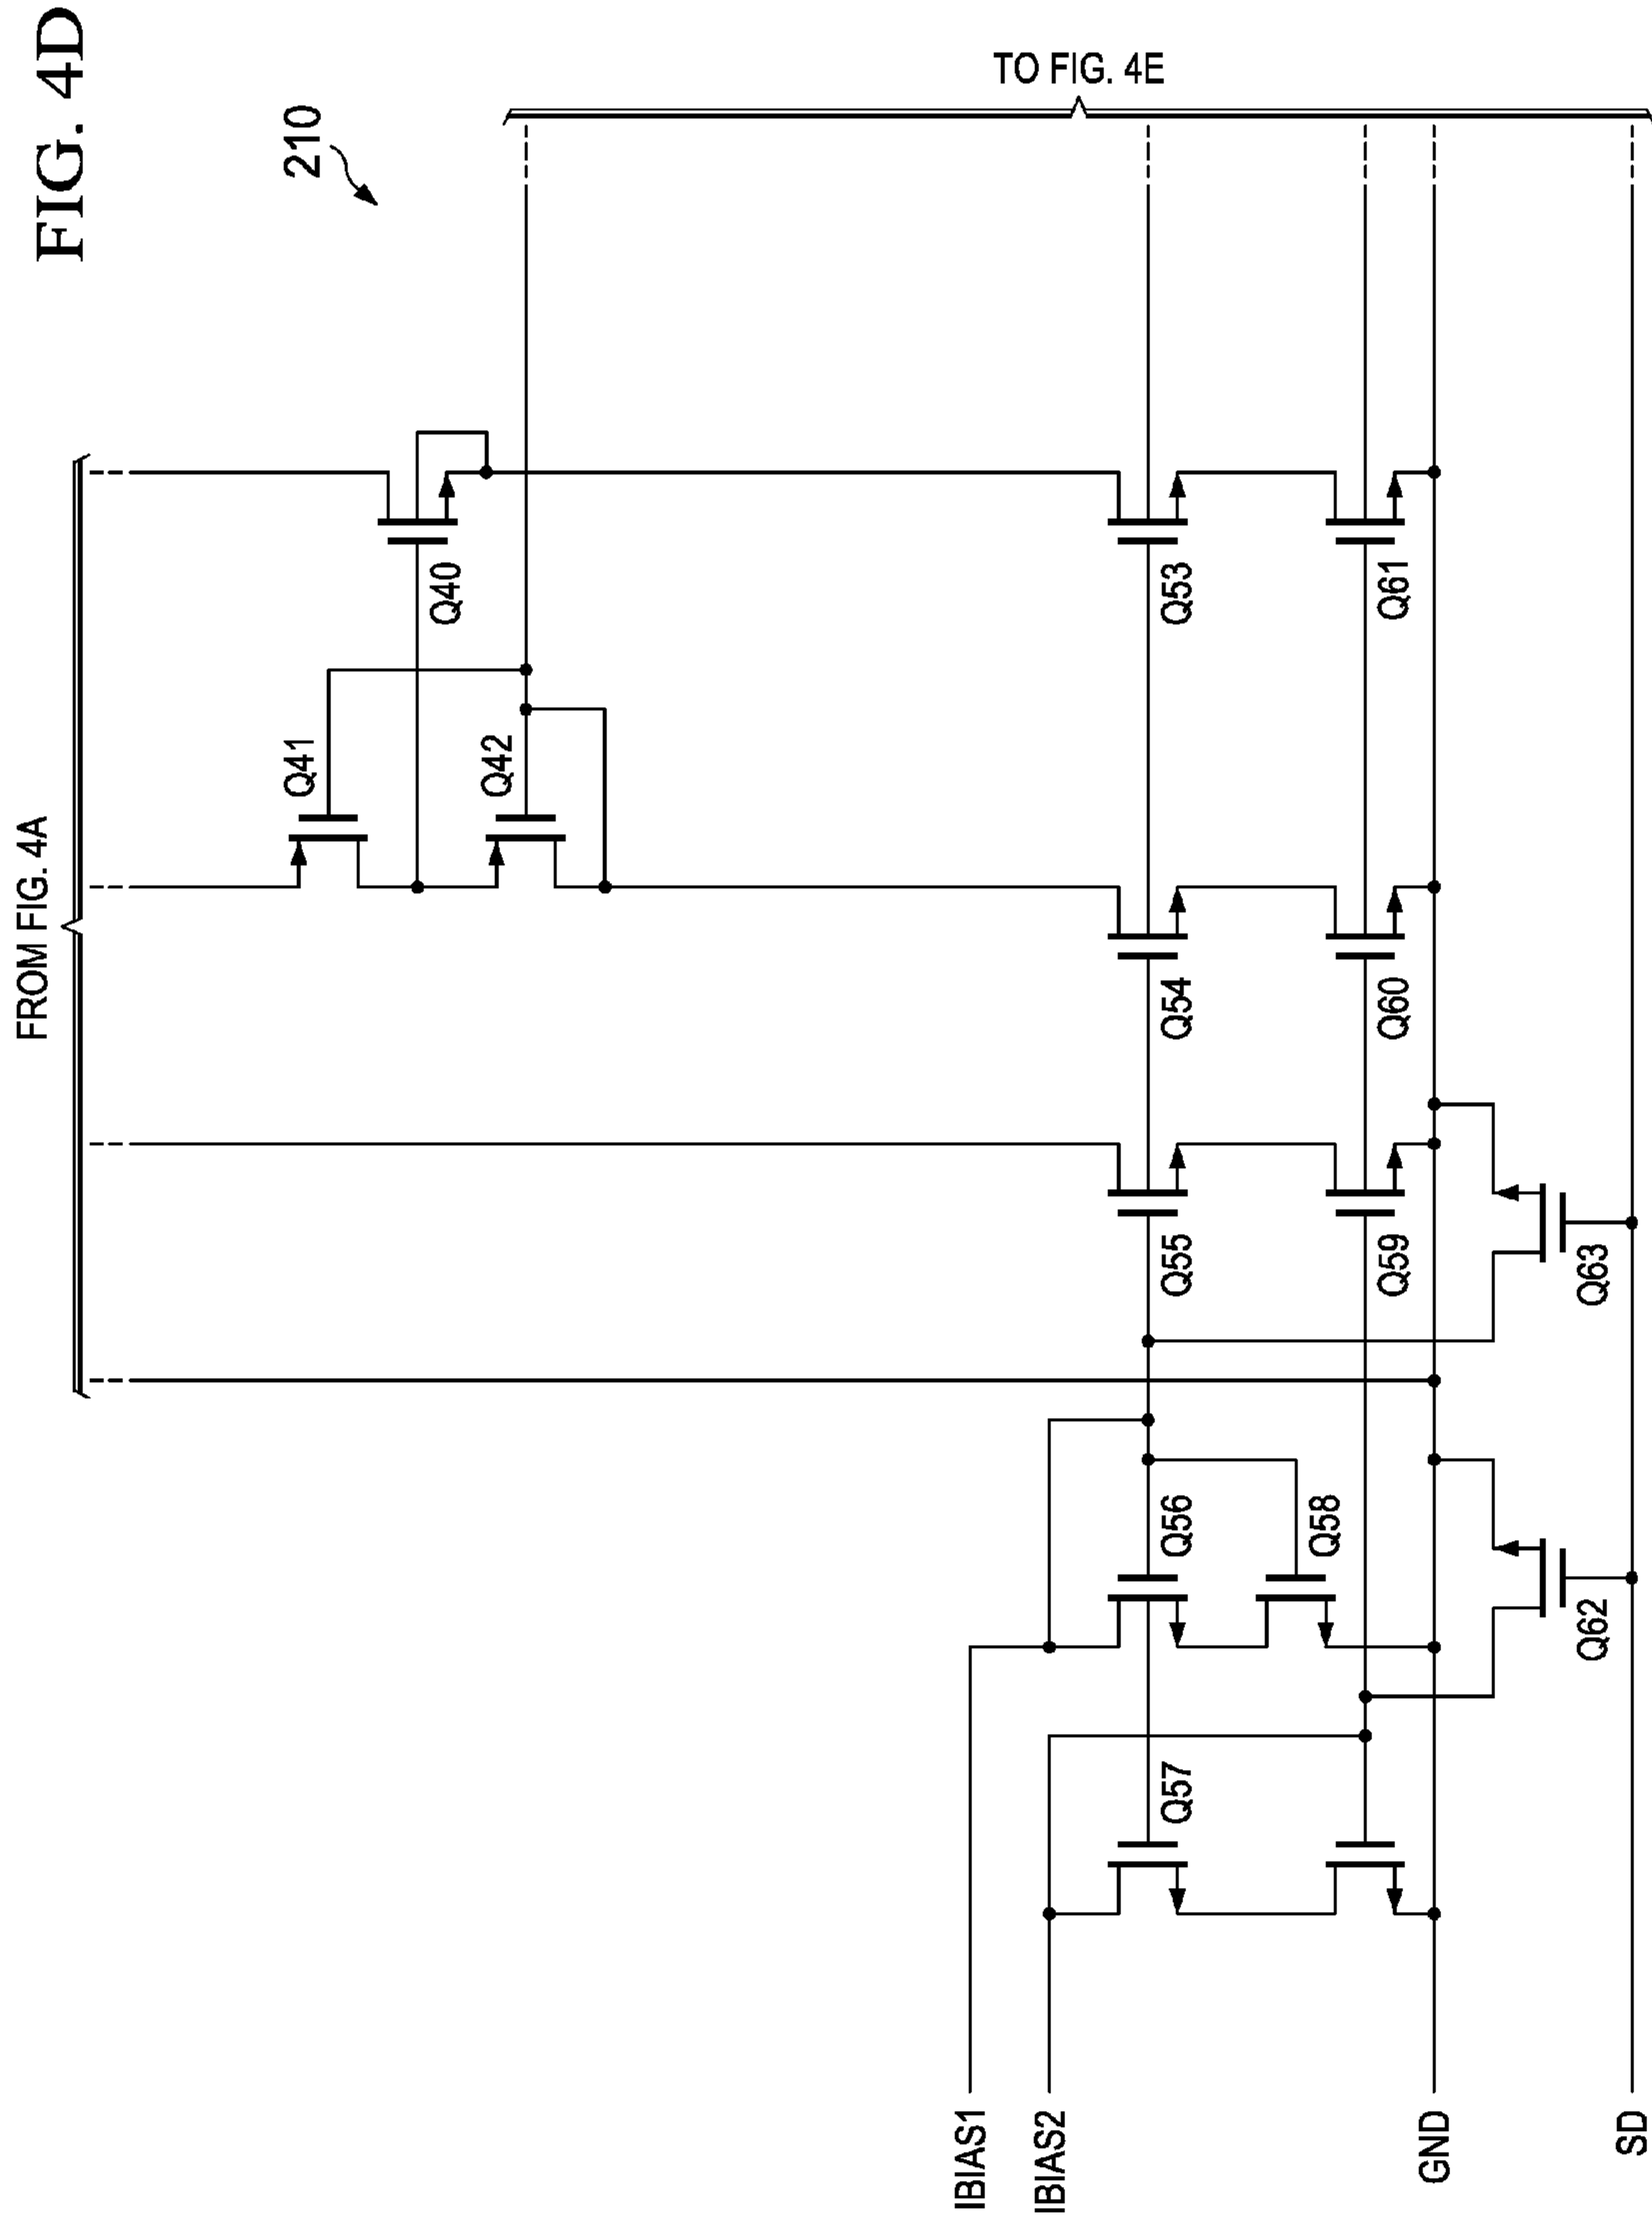 FIG. 4D
210
FROM FIG. 4A
TO FIG. 4E
Q41
Q40
Q42
Q57
Q56
Q55
Q54
Q53
Q58
Q59
Q60
Q61
Q62
Q63
IBIAS1
IBIAS2
GND
SD